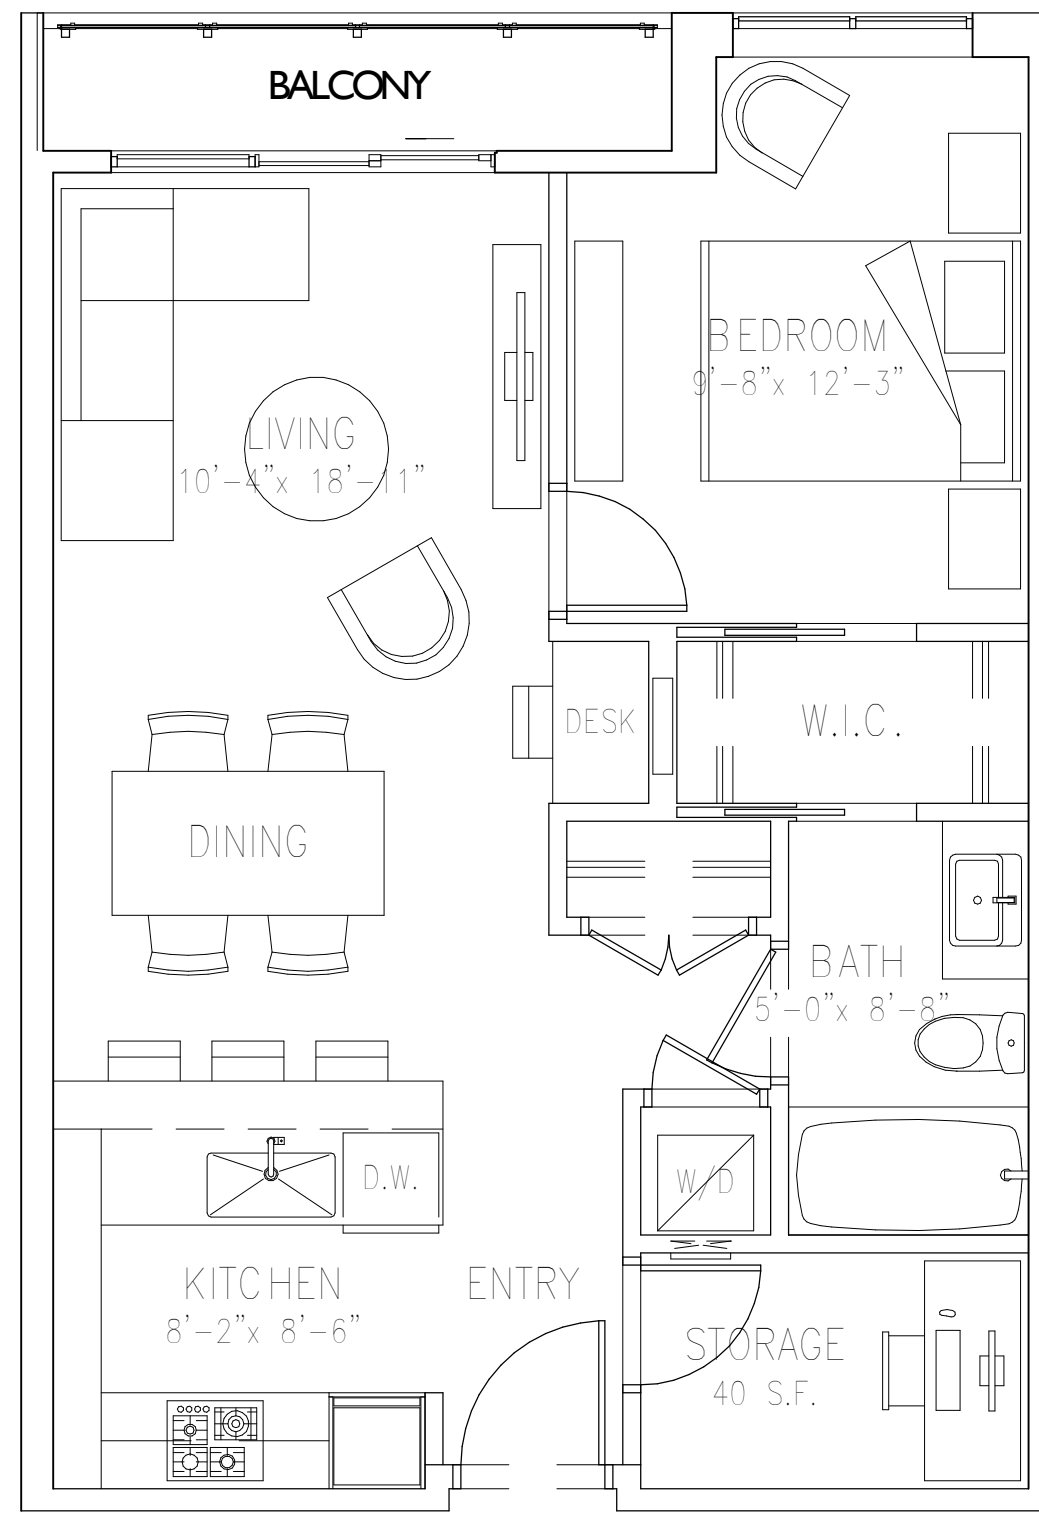 BALCONY
BEDROOM
9'-8"x 12'-3"
LIVING
10'-4"x 18'-11"
DESK
W.I.C.
DINING
BATH
5'-0"x 8'-8"
D.W.
W/D
KITCHEN
8'-2"x 8'-6"
ENTRY
STORAGE
40 S.F.